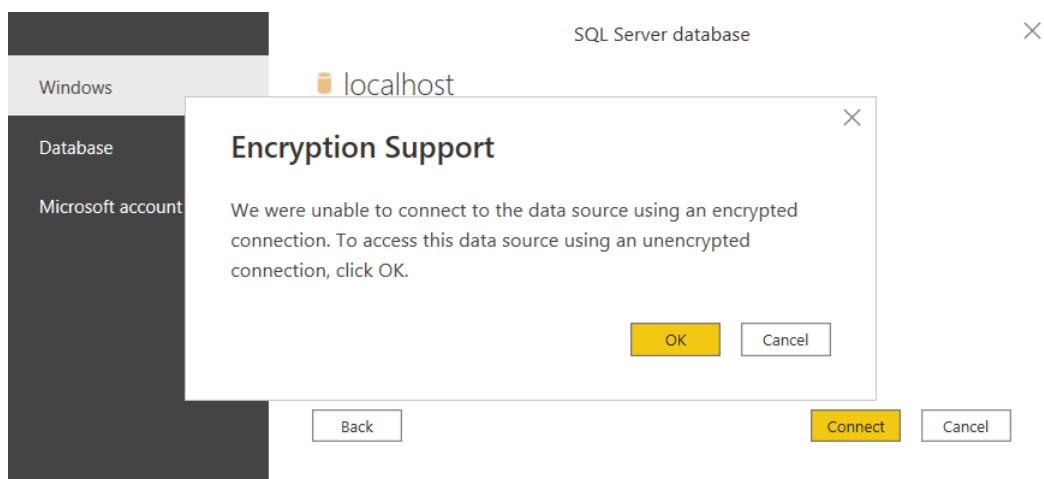 SQL Server database
Windows
localhost
Database
Microsoft account
Encryption Support
We were unable to connect to the data source using an encrypted
connection. To access this data source using an unencrypted
connection, click OK.
OK
Cancel
Back
Connect
Cancel